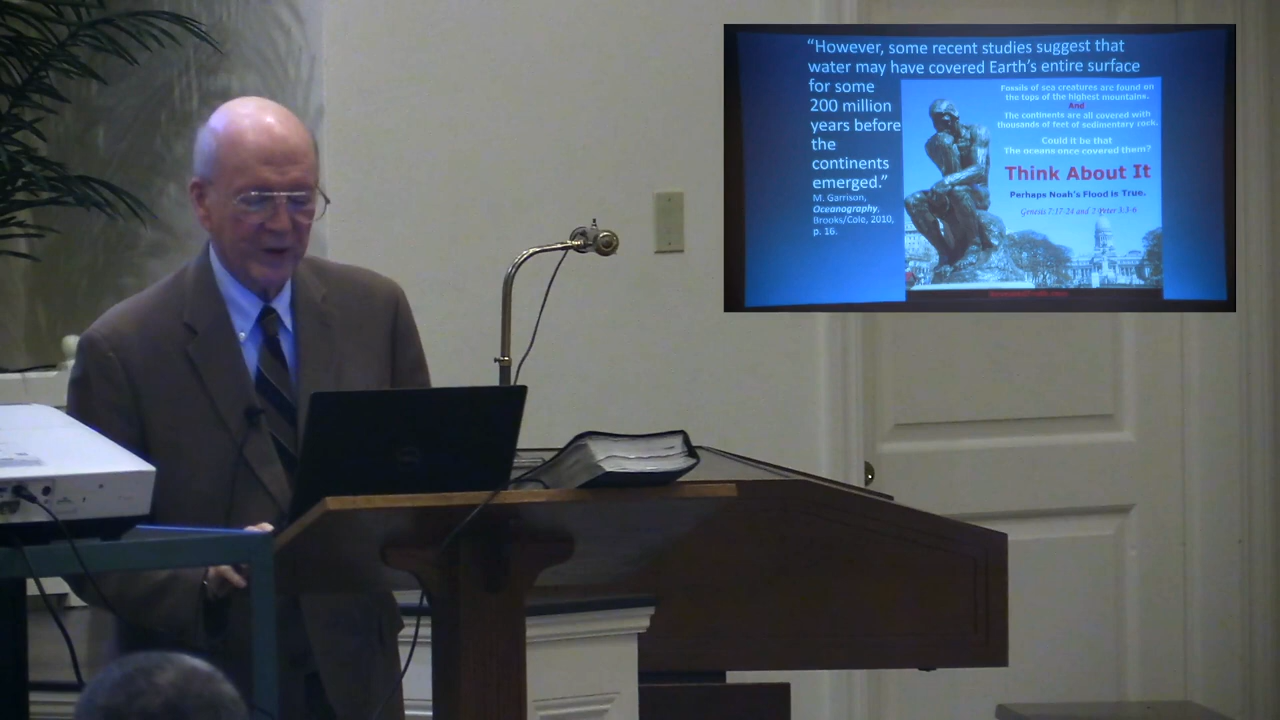 “However, some recent studies suggest that
water may have covered Earth’s entire surface
for some
200 million
years before
the
continents
emerged.”
M. Garrison,
Oceanography,
Brooks/Cole, 2010,
p. 16.
Fossils of sea creatures are found on
the tops of the highest mountains.
And
The continents are all covered with
thousands of feet of sedimentary rock.
Could it be that
The oceans once covered them?
Think About It
Perhaps Noah's Flood is True.
Genesis 7:17-24 and 2 Peter 3:3-6